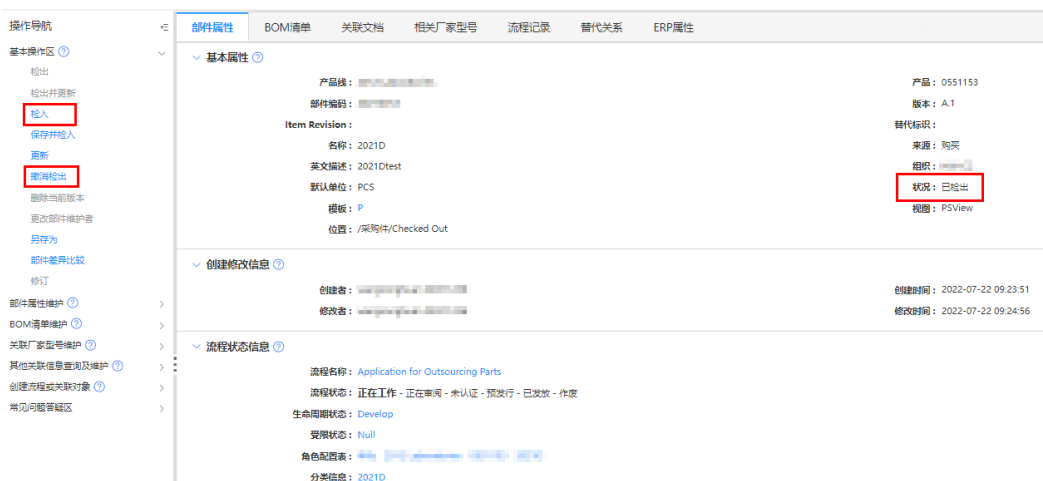 操作导航
部件属性 BOM清单 关联文档 相关厂家型号 流程记录 替代关系 ERP属性
基本操作区
检出
检出并更新
检入
保存并检入
更新
撤消检出
删除当前版本
更改部件维护者
另存为
部件差异比较
修订
部件属性维护
BOM清单维护
关联厂家型号维护
其他关联信息查询及维护
创建流程或关联对象
常见问题答疑区
基本属性
产品线：
产品：0551153
部件编码：
版本：A.1
Item Revision：
替代标识：
名称：2021D
来源：购买
英文描述：2021Dtest
组织：
默认单位：PCS
状况：已检出
模板：P
视图：PSView
位置：/采购件/Checked Out
创建修改信息
创建者：
创建时间：2022-07-22 09:23:51
修改者：
修改时间：2022-07-22 09:24:56
流程状态信息
流程名称：Application for Outsourcing Parts
流程状态：正在工作 - 正在审阅 - 未认证 - 预发行 - 已发放 - 作废
生命周期状态：Develop
受限状态：Null
角色配置表：
分类信息：2021D